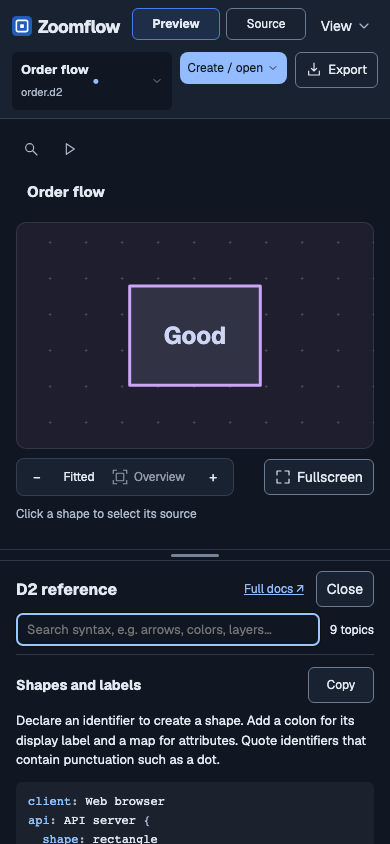 Zoomflow Preview Source View
Order flow
order.d2
Create / open
Export
Order flow
Good
− Fitted Overview +
Fullscreen
Click a shape to select its source
D2 reference Full docs ↗ Close
Search syntax, e.g. arrows, colors, layers... 9 topics
Shapes and labels Copy
Declare an identifier to create a shape. Add a colon for its
display label and a map for attributes. Quote identifiers that
contain punctuation such as a dot.
client: Web browser
api: API server {
shape: rectangle